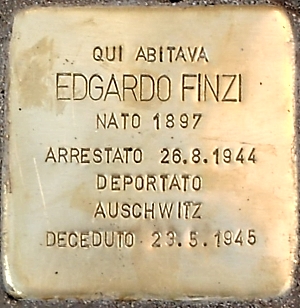 QUI ABITAVA
EDGARDO FINZI
NATO 1897
ARRESTATO 26.8.1944
DEPORTATO
AUSCHWITZ
DECEDUTO 23.5.1945